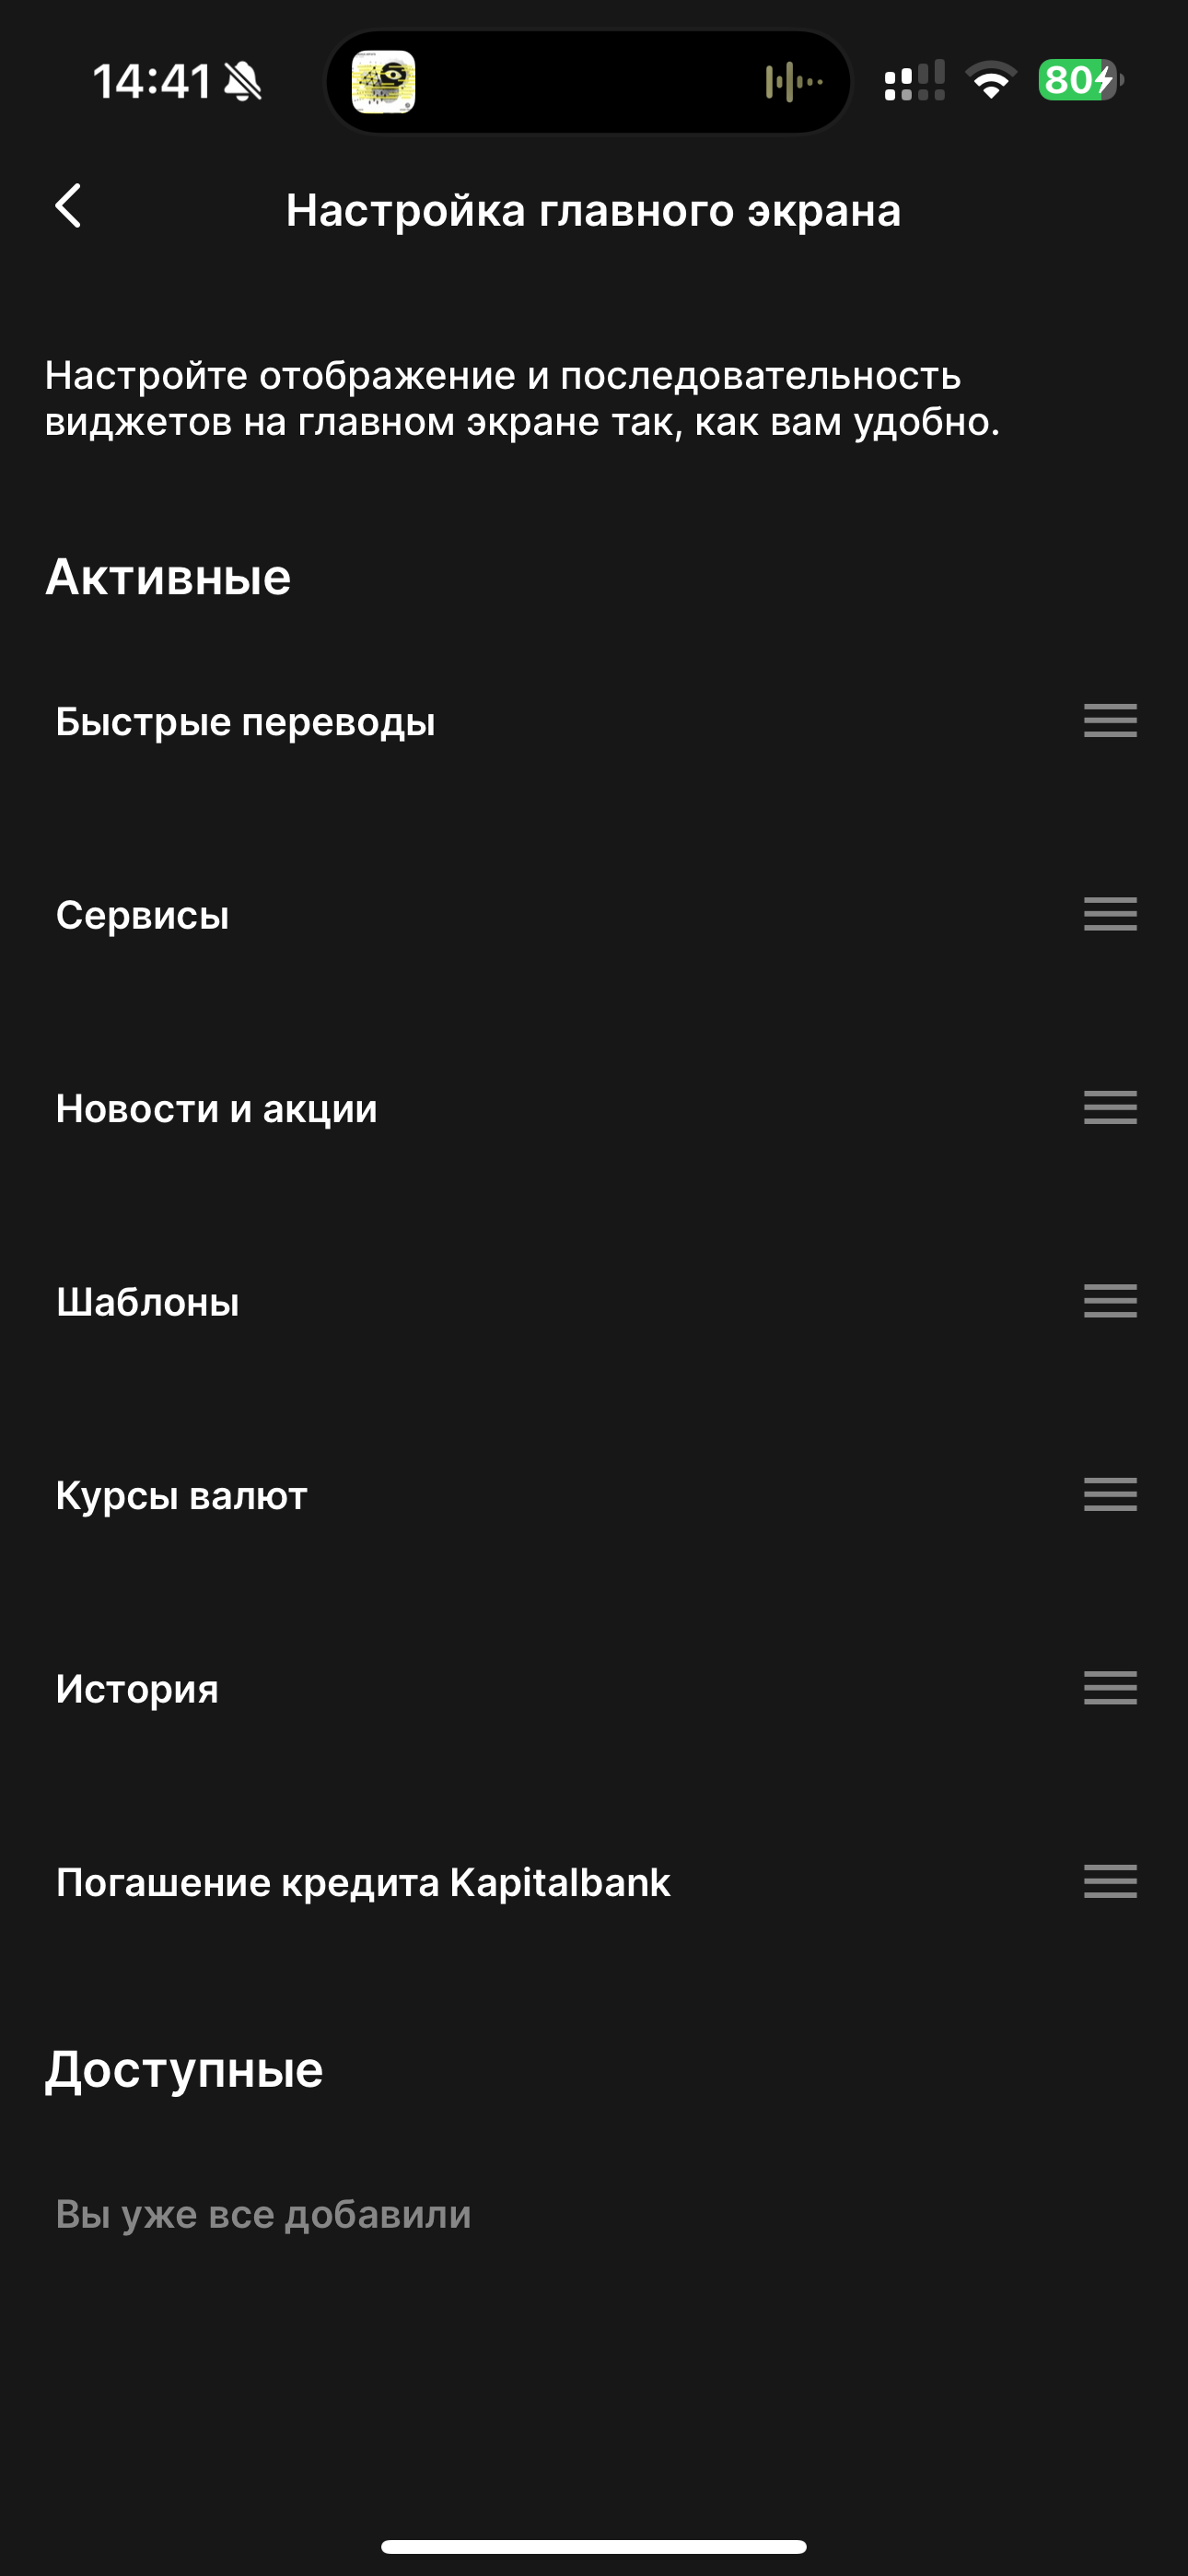 14:41
80
Настройка главного экрана
Настройте отображение и последовательность
виджетов на главном экране так, как вам удобно.
Активные
Быстрые переводы
Сервисы
Новости и акции
Шаблоны
Курсы валют
История
Погашение кредита Kapitalbank
Доступные
Вы уже все добавили